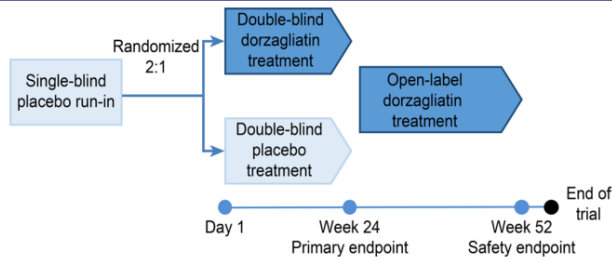 Single-blind
placebo run-in
Randomized
2:1
Double-blind
dorzagliatin
treatment
Double-blind
placebo
treatment
Open-label
dorzagliatin
treatment
Day 1
Week 24
Primary endpoint
Week 52
Safety endpoint
End of
trial